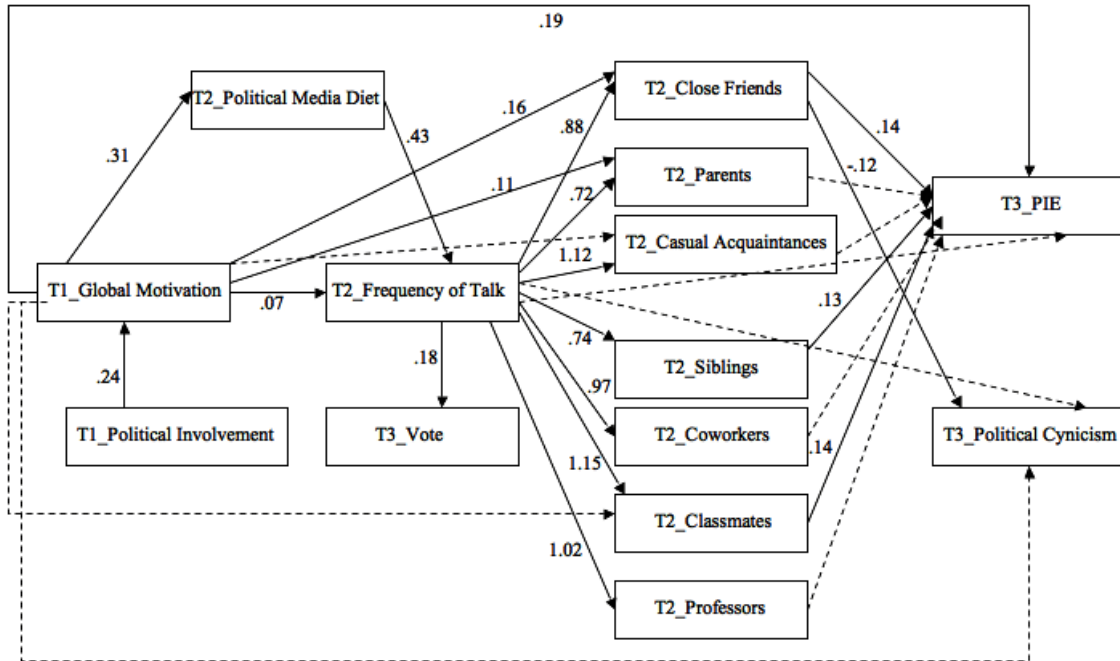 .19
T2_Political Media Diet
T2_Close Friends
.16
.88
.14
.43
.31
-.12
T2_Parents
.11
.72
T3_PIE
T2_Casual Acquaintances
1.12
T1_Global Motivation
T2_Frequency of Talk
.07
.13
.74
.18
T2_Siblings
.24
.97
T1_Political Involvement
T3_Vote
T2_Coworkers
T3_Political Cynicism
.14
1.15
T2_Classmates
1.02
T2_Professors